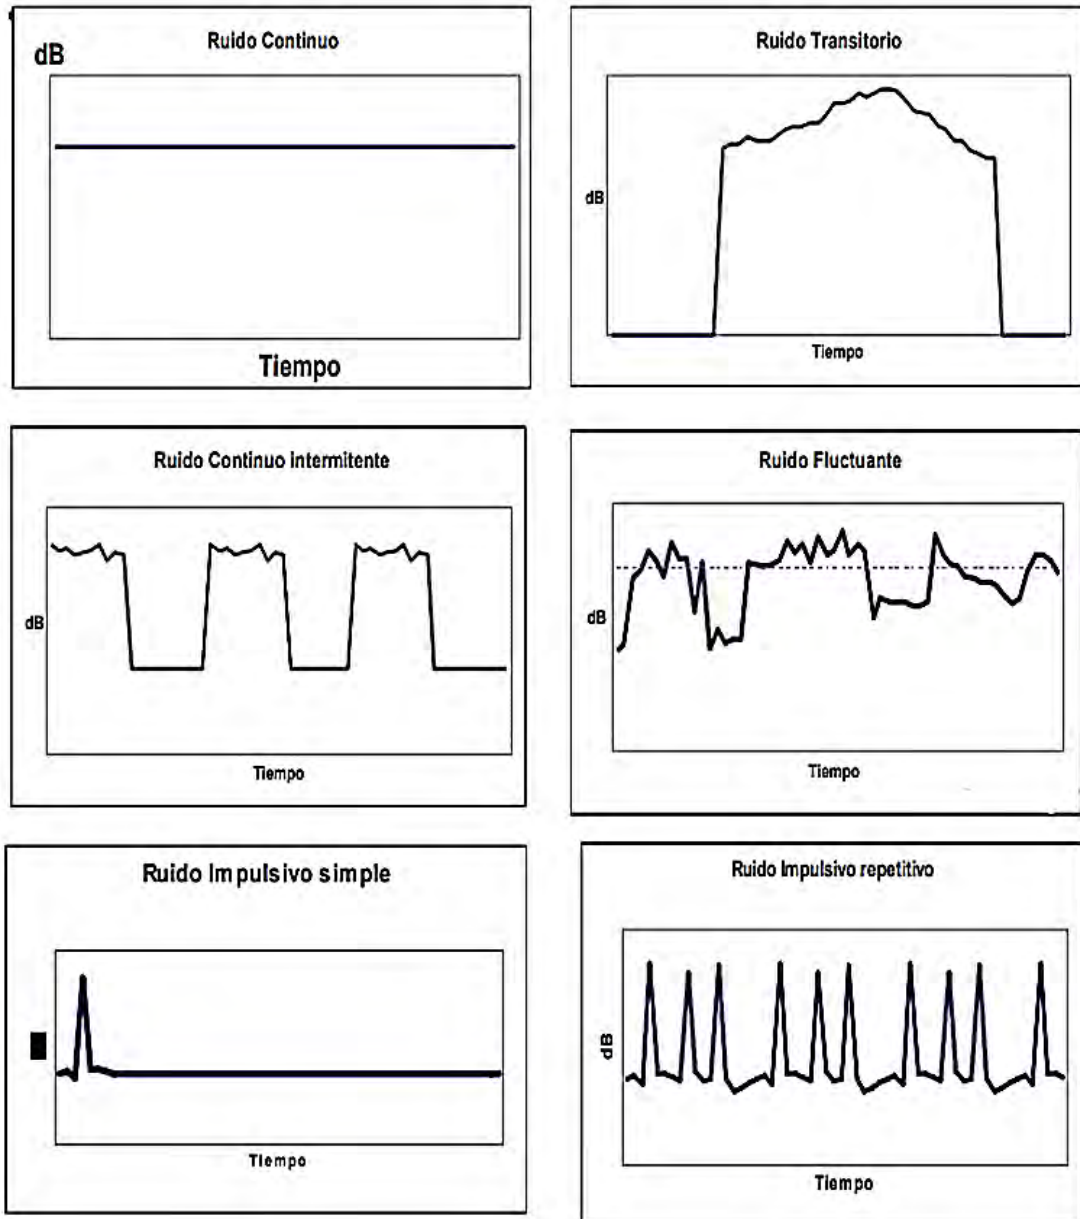 Ruido Continuo
dB
Tiempo
Ruido Transitorio
dB
Tiempo
Ruido Continuo intermitente
dB
Tiempo
Ruido Fluctuante
dB
Tiempo
Ruido Impulsivo simple
Tiempo
Ruido Impulsivo repetitivo
dB
Tiempo